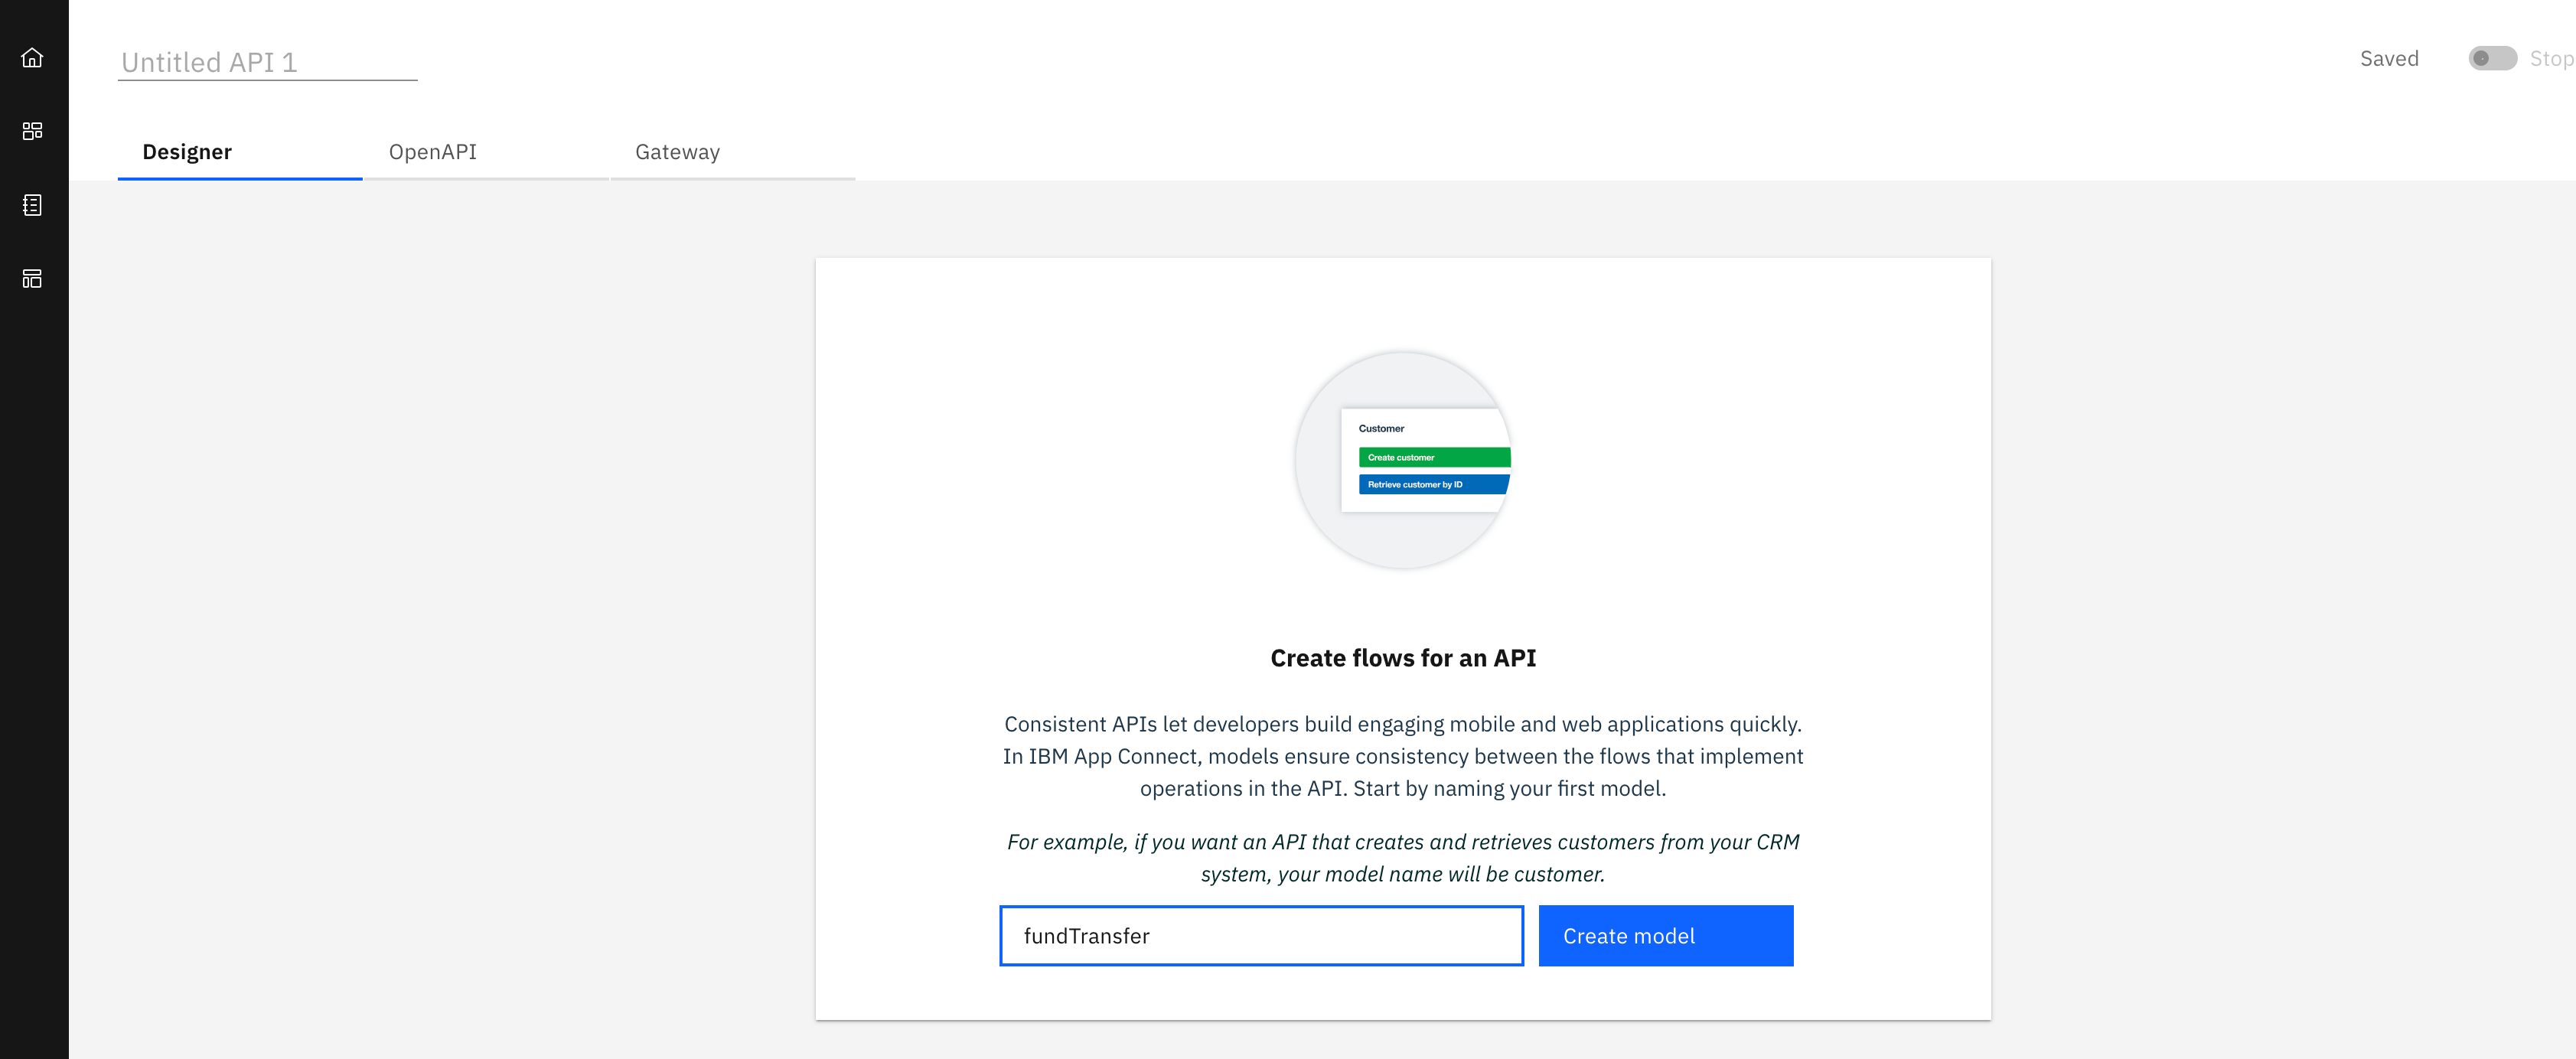 Untitled API 1
Saved
Stop
Designer
OpenAPI
Gateway
Customer
Create customer
Retrieve customer by ID
Create flows for an API
Consistent APIs let developers build engaging mobile and web applications quickly.
In IBM App Connect, models ensure consistency between the flows that implement
operations in the API. Start by naming your first model.
For example, if you want an API that creates and retrieves customers from your CRM
system, your model name will be customer.
fundTransfer
Create model